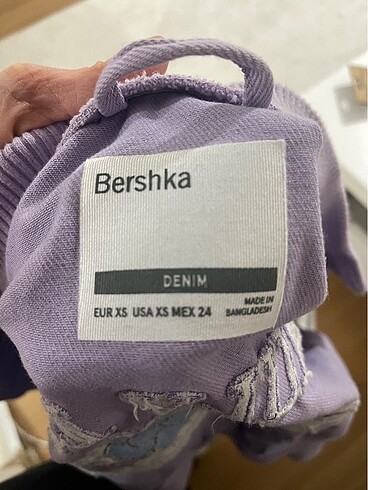 Bershka
DENIM
EUR XS USA XS MEX 24
MADE IN
BANGLADESH